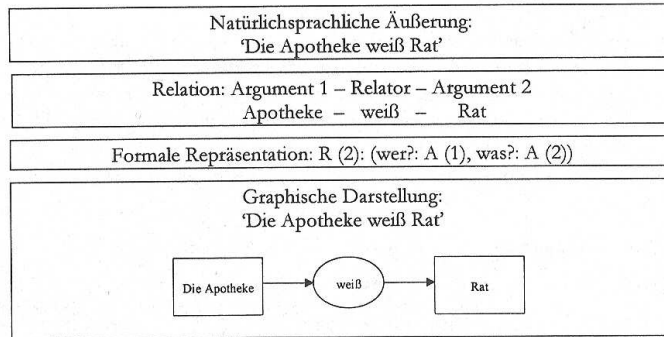 Natürlichsprachliche Äußerung:
‘Die Apotheke weiß Rat’
Relation: Argument 1 – Relator – Argument 2
Apotheke – weiß – Rat
Formale Repräsentation: R (2): (wer?: A (1), was?: A (2))
Graphische Darstellung:
‘Die Apotheke weiß Rat’
Die Apotheke weiß Rat